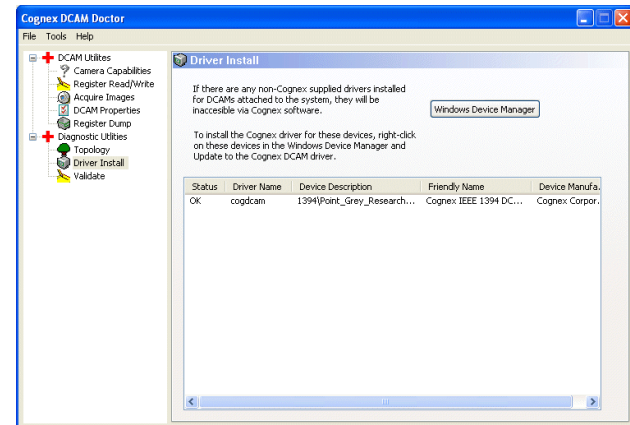 Cognex DCAM Doctor
File Tools Help
DCAM Utilites
Camera Capabilities
Register Read/Write
Acquire Images
DCAM Properties
Register Dump
Diagnostic Utlities
Topology
Driver Install
Validate
Driver Install
If there are any non-Cognex supplied drivers installed
for DCAMs attached to the system, they will be
inaccesible via Cognex software.
Windows Device Manager
To install the Cognex driver for these devices, right-click
on these devices in the Windows Device Manager and
Update to the Cognex DCAM driver.
Status Driver Name Device Description Friendly Name Device Manufa.
OK cogdcam 1394\Point_Grey_Research... Cognex IEEE 1394 DC... Cognex Corpor.